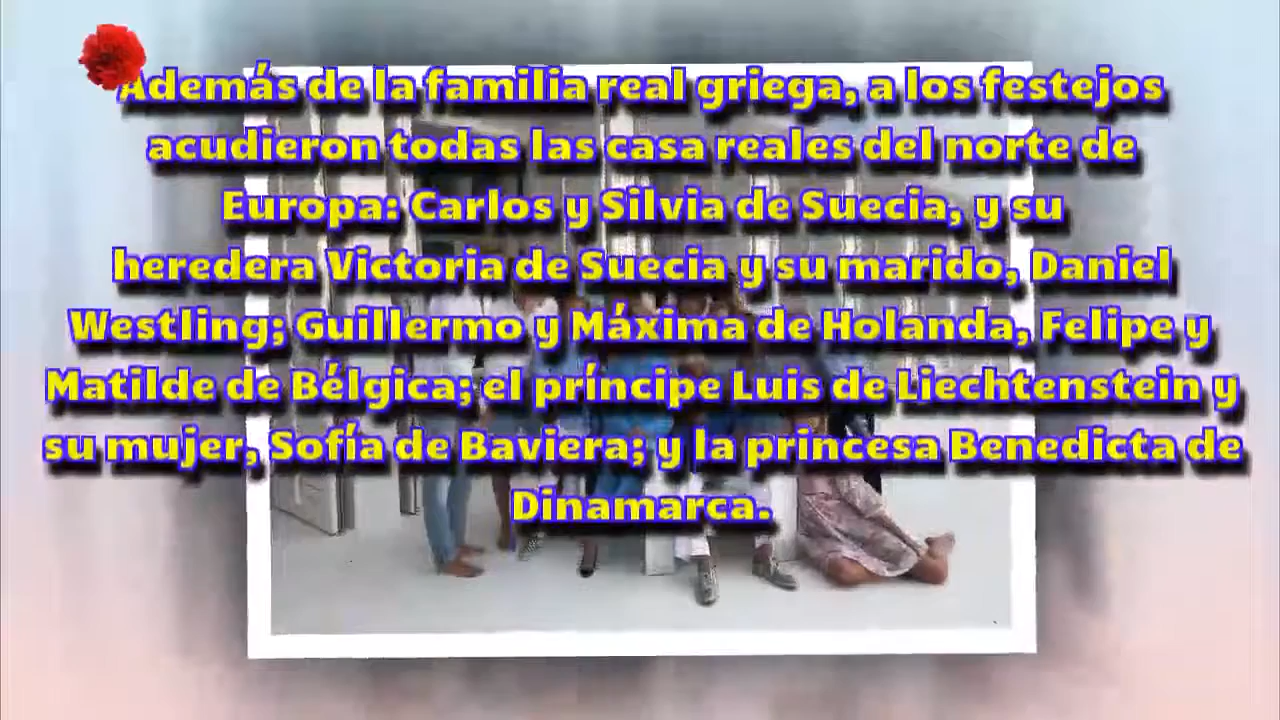 Además de la familia real griega, a los festejos
acudieron todas las casa reales del norte de
Europa: Carlos y Silvia de Suecia, y su
heredera Victoria de Suecia y su marido, Daniel
Westling; Guillermo y Máxima de Holanda, Felipe y
Matilde de Bélgica; el príncipe Luis de Liechtenstein y
su mujer, Sofía de Baviera; y la princesa Benedicta de
Dinamarca.